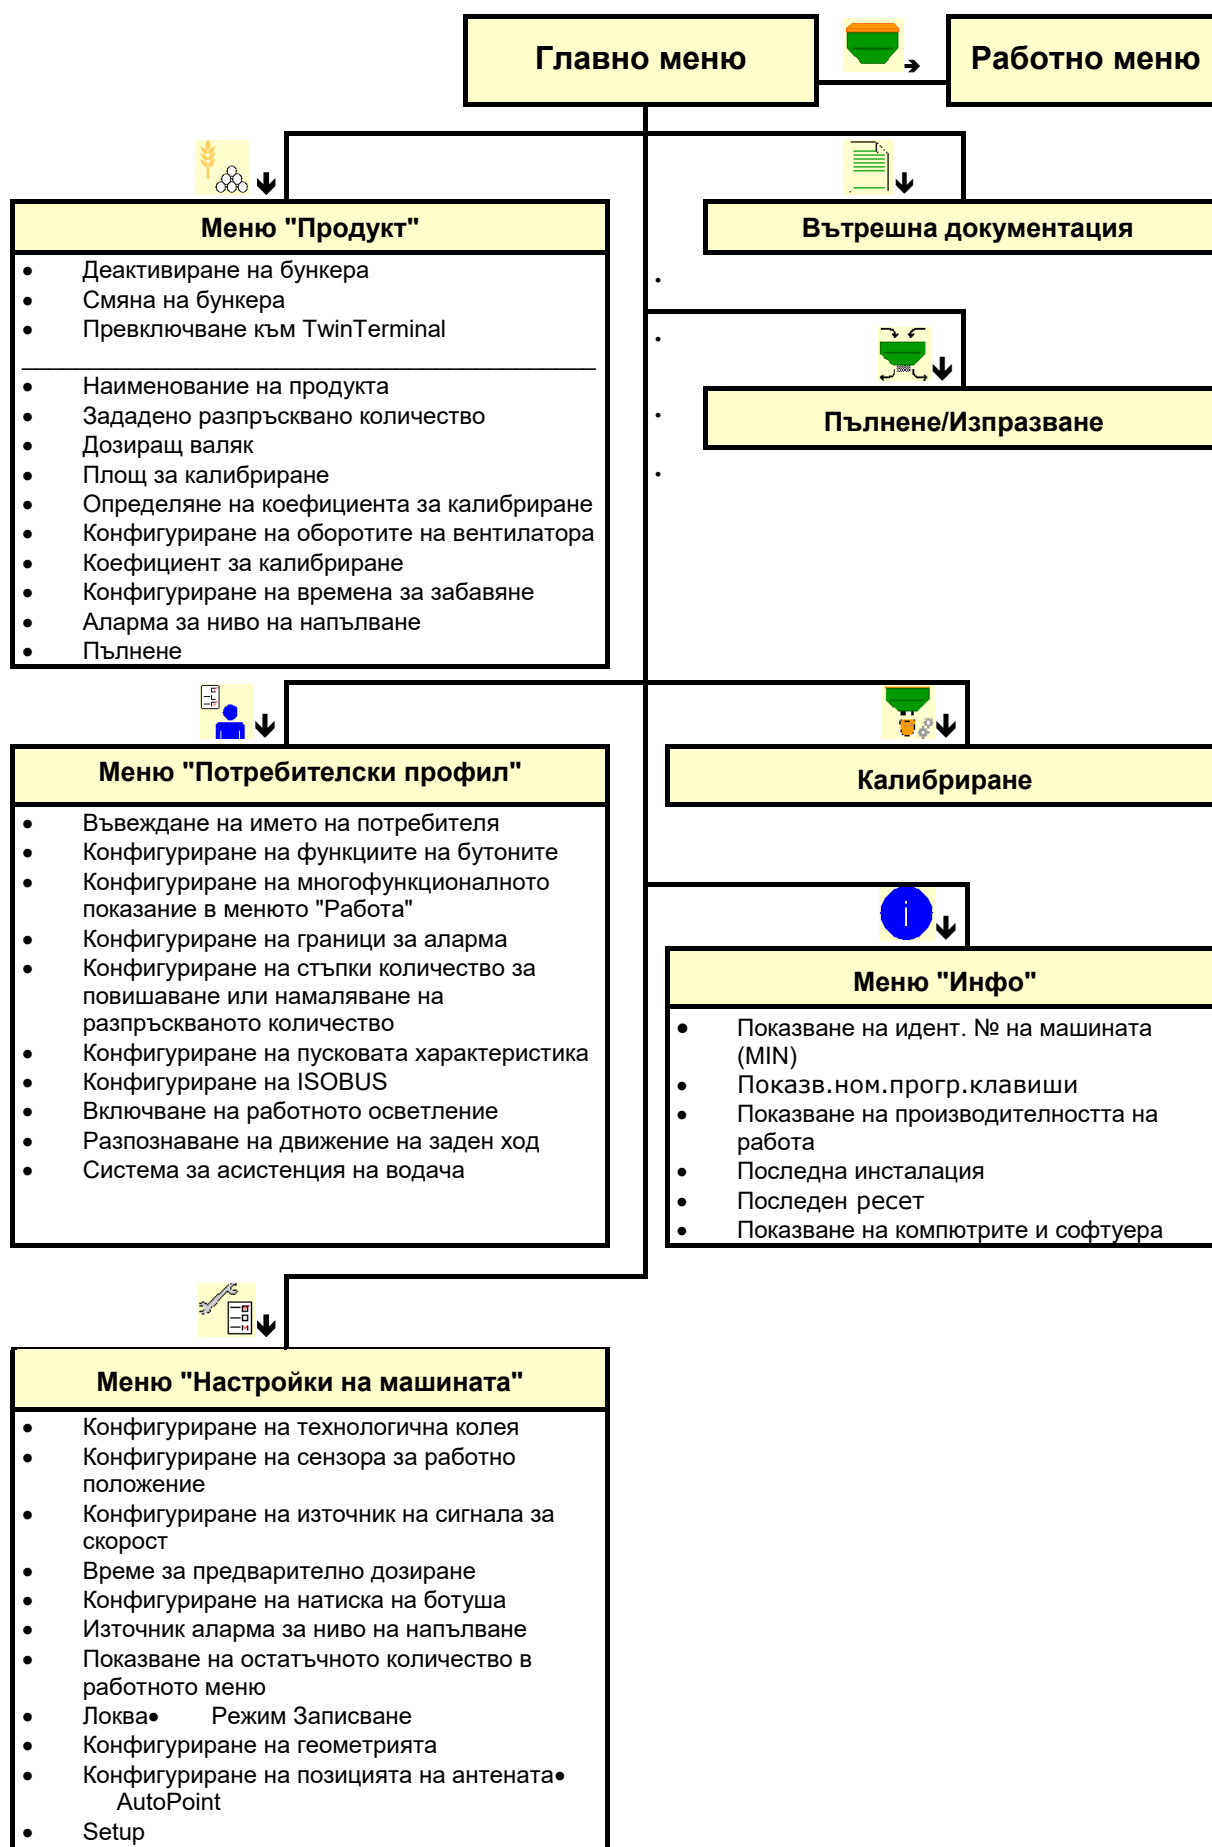 Главно меню
Работно меню
Меню "Продукт"
• Деактивиране на бункера
• Смяна на бункера
• Превключване към TwinTerminal
• Наименование на продукта
• Зададено разпръсквано количество
• Дозиращ валяк
• Площ за калибриране
• Определяне на коефициента за калибриране
• Конфигуриране на оборотите на вентилатора
• Коефициент за калибриране
• Конфигуриране на времена за забавяне
• Аларма за ниво на напълване
• Пълнене
Вътрешна документация
Пълнене/Изпразване
Меню "Потребителски профил"
• Въвеждане на името на потребителя
• Конфигуриране на функциите на бутоните
• Конфигуриране на многофункционалното
показание в менюто "Работа"
• Конфигуриране на граници за аларма
• Конфигуриране на стъпки количество за
повишаване или намаляване на
разпръскваното количество
• Конфигуриране на пусковата характеристика
• Конфигуриране на ISOBUS
• Включване на работното осветление
• Разпознаване на движение на заден ход
• Система за асистенция на водача
Калибриране
i
Меню "Инфо"
• Показване на идент. № на машината
(MIN)
• Показв.ном.прогр.клавиши
• Показване на производителността на
работа
• Последна инсталация
• Последен ресет
• Показване на компютрите и софтуера
Меню "Настройки на машината"
• Конфигуриране на технологична колея
• Конфигуриране на сензора за работно
положение
• Конфигуриране на източник на сигнала за
скорост
• Време за предварително дозиране
• Конфигуриране на натиска на ботуша
• Източник аларма за ниво на напълване
• Показване на остатъчното количество в
работното меню
• Локва• Режим Записване
• Конфигуриране на геометрията
• Конфигуриране на позицията на антената•
AutoPoint
• Setup